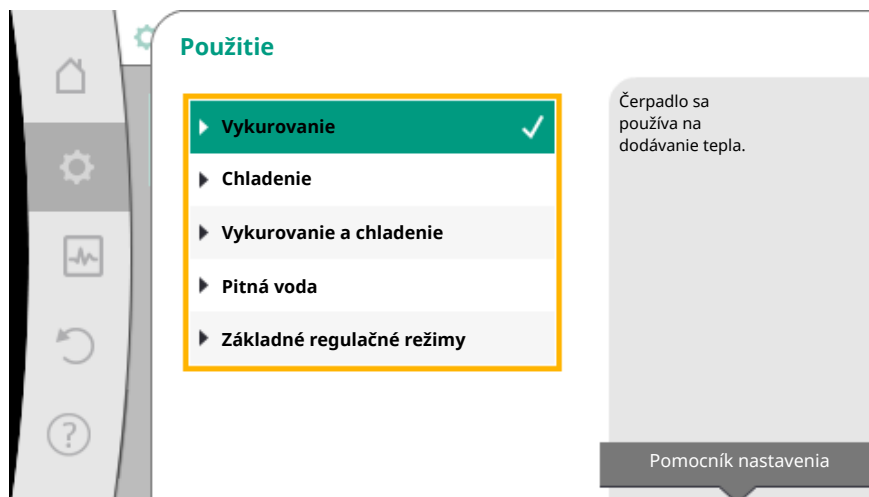 Použitie
Vykurovanie
Chladenie
Vykurovanie a chladenie
Pitná voda
Základné regulačné režimy
Čerpadlo sa
používa na
dodávanie tepla.
Pomocník nastavenia
?